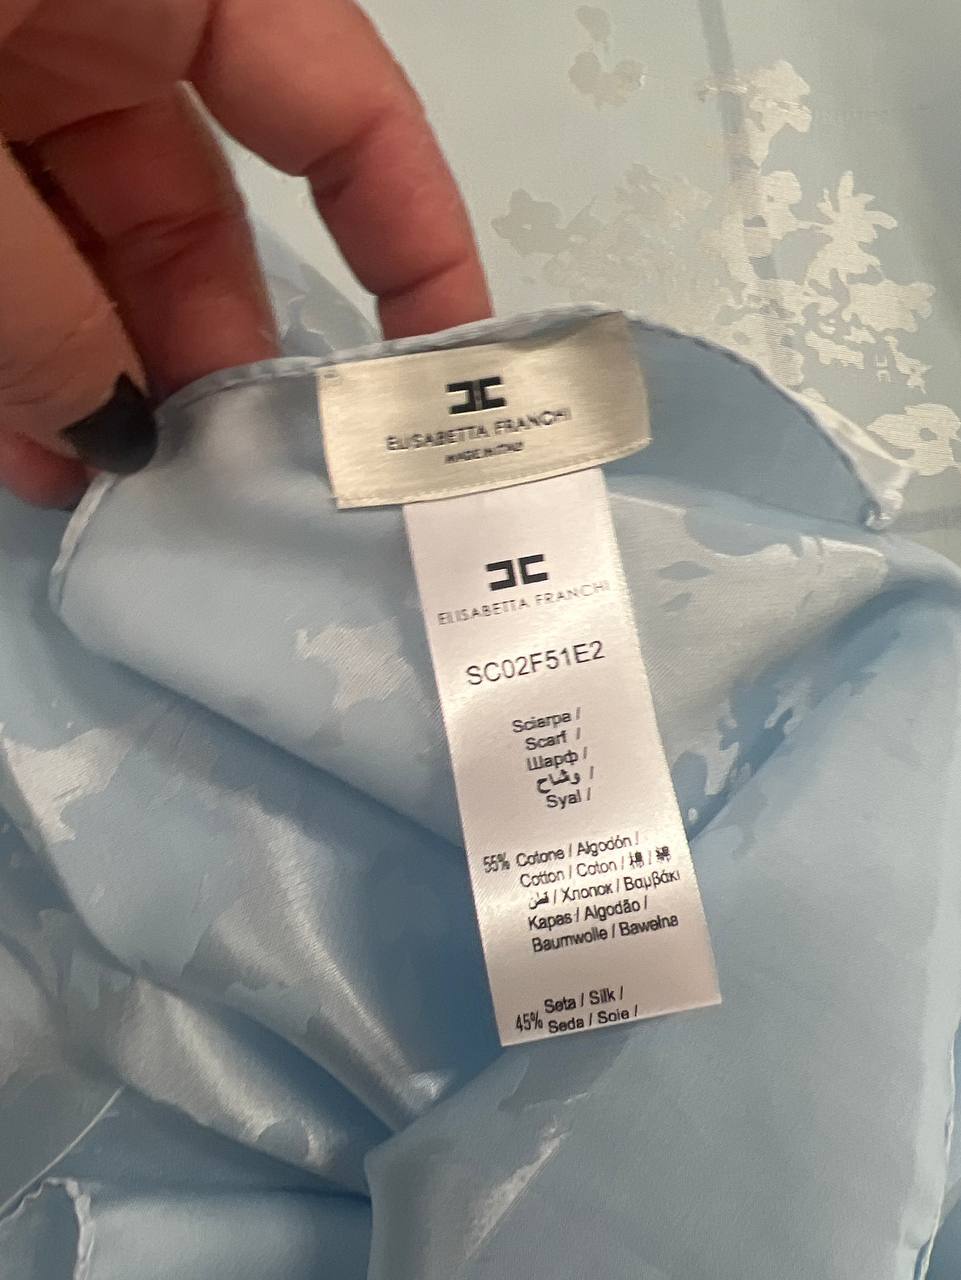 ELISABETTA FRANCHI
MADE IN ITALY
ELISABETTA FRANCHI
SC02F51E2
Sciarpa /
Scarf /
Шарф /
وشاح /
Syal /
55% Cotone / Algodón /
Cotton / Coton / 棉 / 綿
قطن / Хлопок / Βαμβάκι
Kapas / Algodão /
Baumwolle / Bawełna
Seta / Silk /
45% Seda / Soie /